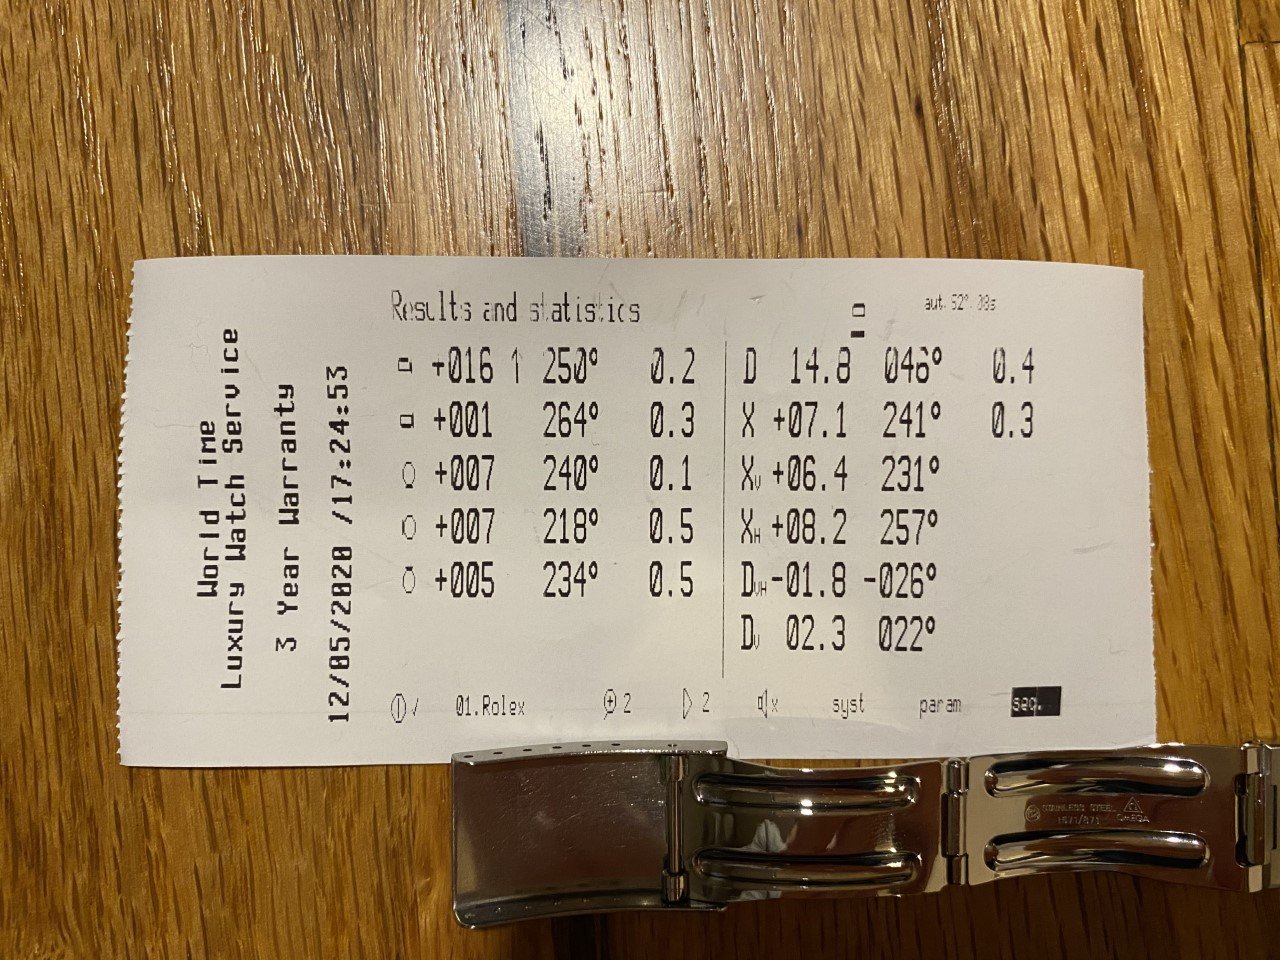 World Time
Luxury Watch Service
3 Year Warranty
12/05/2020 /17:24:53
Results and statistics
aut. 52°.08s
+016 ↑ 250° 0.2
+001 264° 0.3
+007 240° 0.1
+007 218° 0.5
+005 234° 0.5
D 14.8 046° 0.4
X +07.1 241° 0.3
Xv +06.4 231°
XH +08.2 257°
DVH -01.8 -026°
Dv 02.3 022°
01.Rolex 2 2 x syst param seq.
STAINLESS STEEL
OMEGA